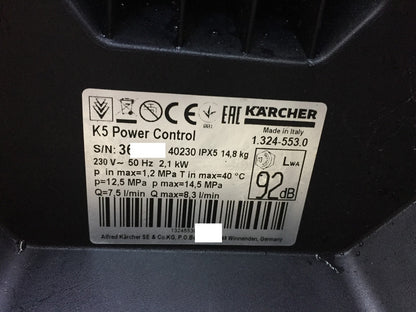 EAC KÄRCHER
K5 Power Control
Made in Italy
1.324-553.0
S/N: 36 40230 IPX5 14,8 kg
230 V~ 50 Hz 2,1 kW
p in max=1,2 MPa T in max=40 °C
p=12,5 MPa p max=14,5 MPa
Q=7,5 l/min Q max=8,3 l/min
LWA
92dB
Alfred Kärcher SE & Co.KG, P.O.B Winnenden, Germany